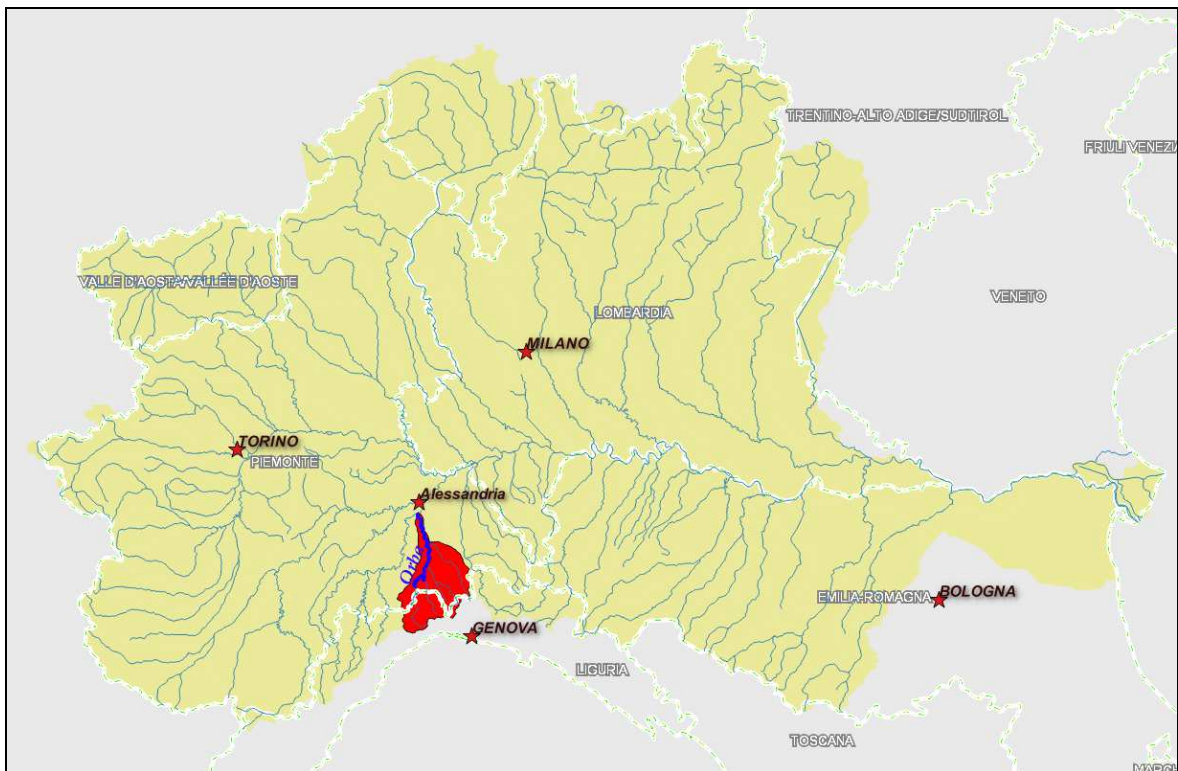 TRENTINO-ALTO ADIGE/SUDTIROL
FRIULI VENEZI
VALLE D'AOSTA/VALLÉE D'AOSTE
VENETO
LOMBARDIA
MILANO
TORINO
PIEMONTE
Alessandria
Orba
EMILIA-ROMAGNA
BOLOGNA
GENOVA
LIGURIA
TOSCANA
MARCH